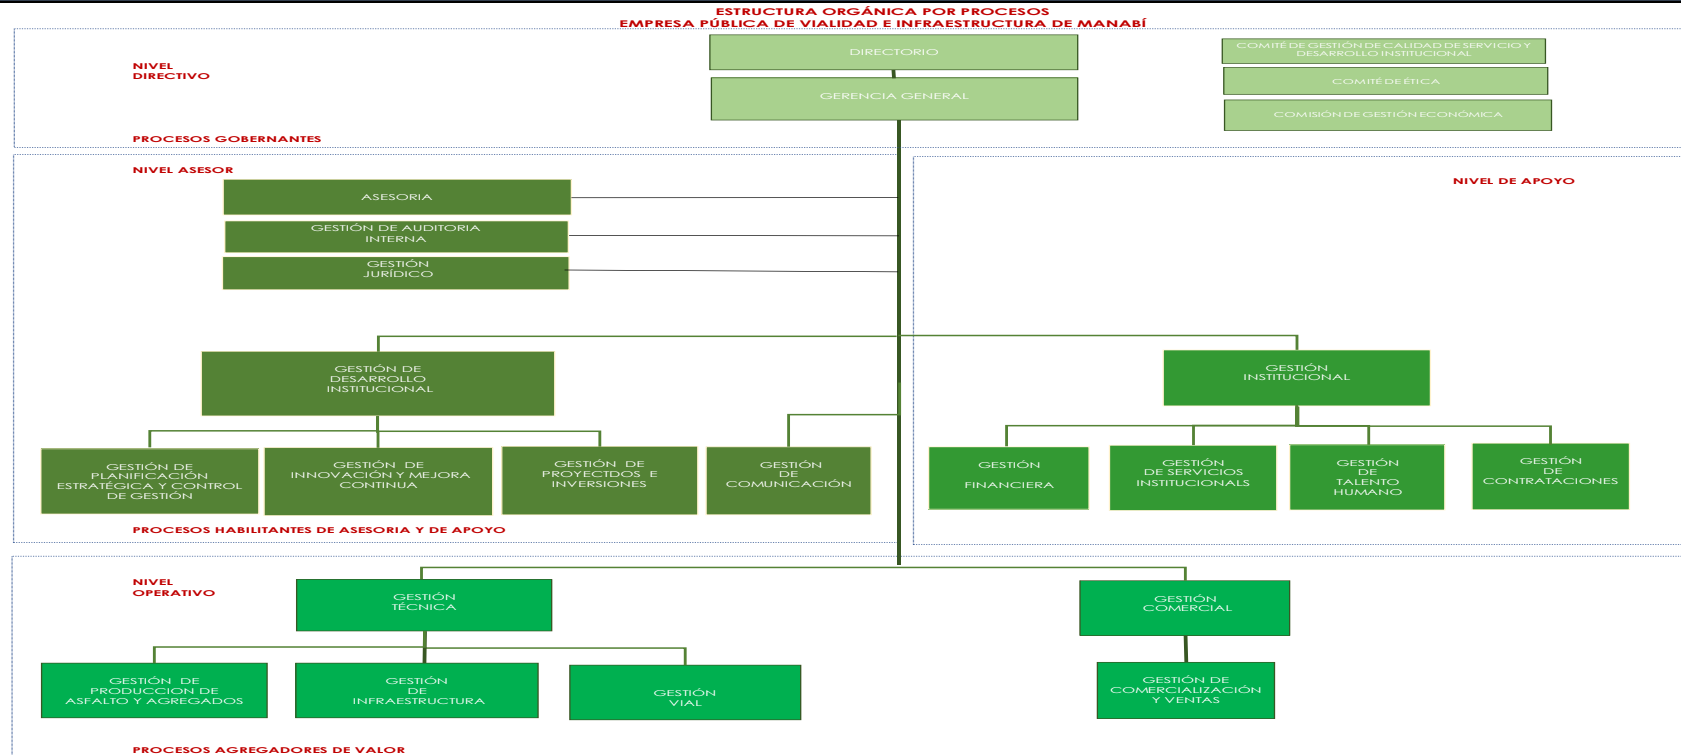 ESTRUCTURA ORGÁNICA POR PROCESOS
EMPRESA PÚBLICA DE VIALIDAD E INFRAESTRUCTURA DE MANABÍ
NIVEL
DIRECTIVO
DIRECTORIO
GERENCIA GENERAL
COMITÉ DE GESTIÓN DE CALIDAD DE SERVICIO Y
DESARROLLO INSTITUCIONAL
COMITÉ DE ÉTICA
COMISIÓN DE GESTIÓN ECONÓMICA
PROCESOS GOBERNANTES
NIVEL ASESOR
NIVEL DE APOYO
ASESORIA
GESTIÓN DE AUDITORIA
INTERNA
GESTIÓN
JURÍDICO
GESTIÓN DE
DESARROLLO
INSTITUCIONAL
GESTIÓN
INSTITUCIONAL
GESTIÓN DE
PLANIFICACIÓN
ESTRATÉGICA Y CONTROL
DE GESTIÓN
GESTIÓN DE
INNOVACIÓN Y MEJORA
CONTINUA
GESTIÓN DE
PROYECTDOS E
INVERSIONES
GESTIÓN
DE
COMUNICACIÓN
GESTIÓN
FINANCIERA
GESTIÓN
DE SERVICIOS
INSTITUCIONALS
GESTIÓN
DE
TALENTO
HUMANO
GESTIÓN
DE
CONTRATACIONES
PROCESOS HABILITANTES DE ASESORIA Y DE APOYO
NIVEL
OPERATIVO
GESTIÓN
TÉCNICA
GESTIÓN
COMERCIAL
GESTIÓN DE
PRODUCCION DE
ASFALTO Y AGREGADOS
GESTIÓN
DE
INFRAESTRUCTURA
GESTIÓN
VIAL
GESTIÓN DE
COMERCIALIZACIÓN
Y VENTAS
PROCESOS AGREGADORES DE VALOR